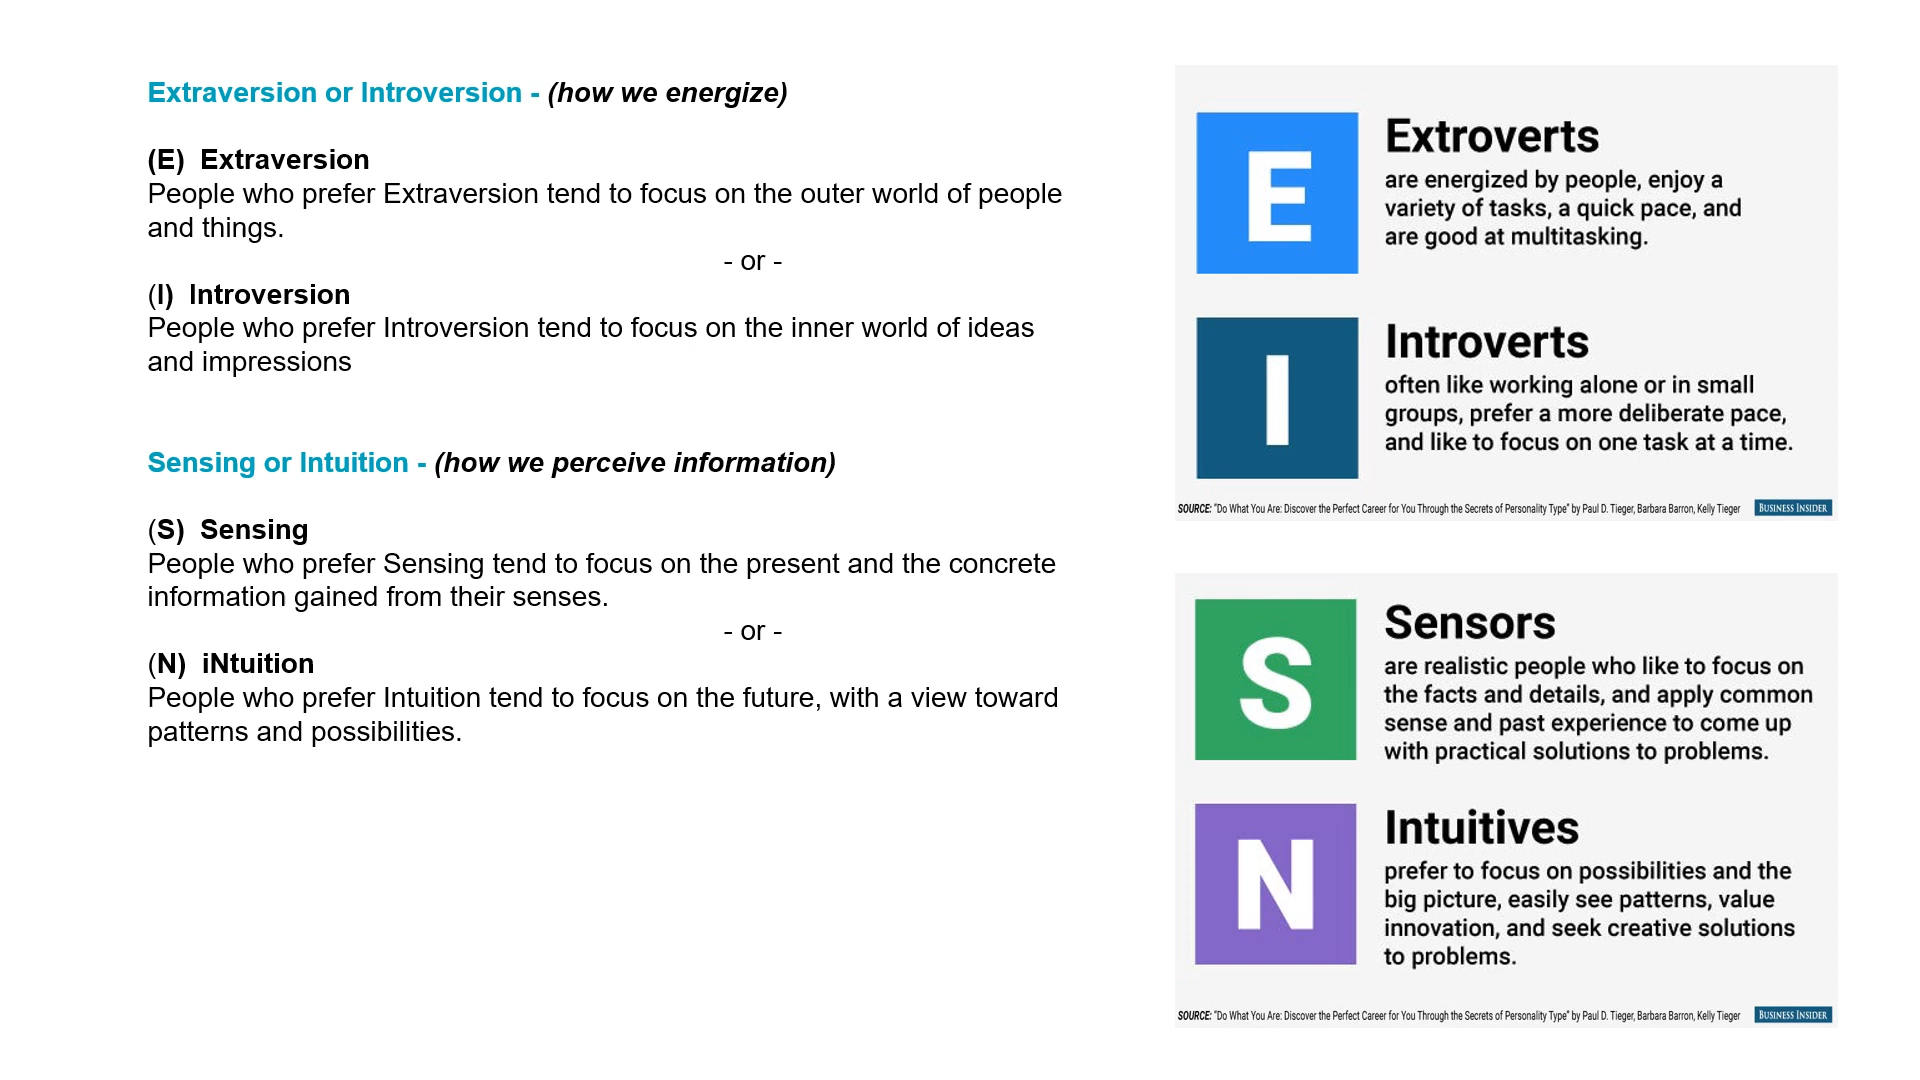 Extraversion or Introversion - (how we energize)
(E)  Extraversion
People who prefer Extraversion tend to focus on the outer world of people
and things.
- or -
(I)  Introversion
People who prefer Introversion tend to focus on the inner world of ideas
and impressions
Sensing or Intuition - (how we perceive information)
(S)  Sensing
People who prefer Sensing tend to focus on the present and the concrete
information gained from their senses.
- or -
(N)  iNtuition
People who prefer Intuition tend to focus on the future, with a view toward
patterns and possibilities.
E
Extroverts
are energized by people, enjoy a
variety of tasks, a quick pace, and
are good at multitasking.
I
Introverts
often like working alone or in small
groups, prefer a more deliberate pace,
and like to focus on one task at a time.
SOURCE: "Do What You Are: Discover the Perfect Career for You Through the Secrets of Personality Type" by Paul D. Tieger, Barbara Barron, Kelly Tieger
BUSINESS INSIDER
S
Sensors
are realistic people who like to focus on
the facts and details, and apply common
sense and past experience to come up
with practical solutions to problems.
N
Intuitives
prefer to focus on possibilities and the
big picture, easily see patterns, value
innovation, and seek creative solutions
to problems.
SOURCE: "Do What You Are: Discover the Perfect Career for You Through the Secrets of Personality Type" by Paul D. Tieger, Barbara Barron, Kelly Tieger
BUSINESS INSIDER